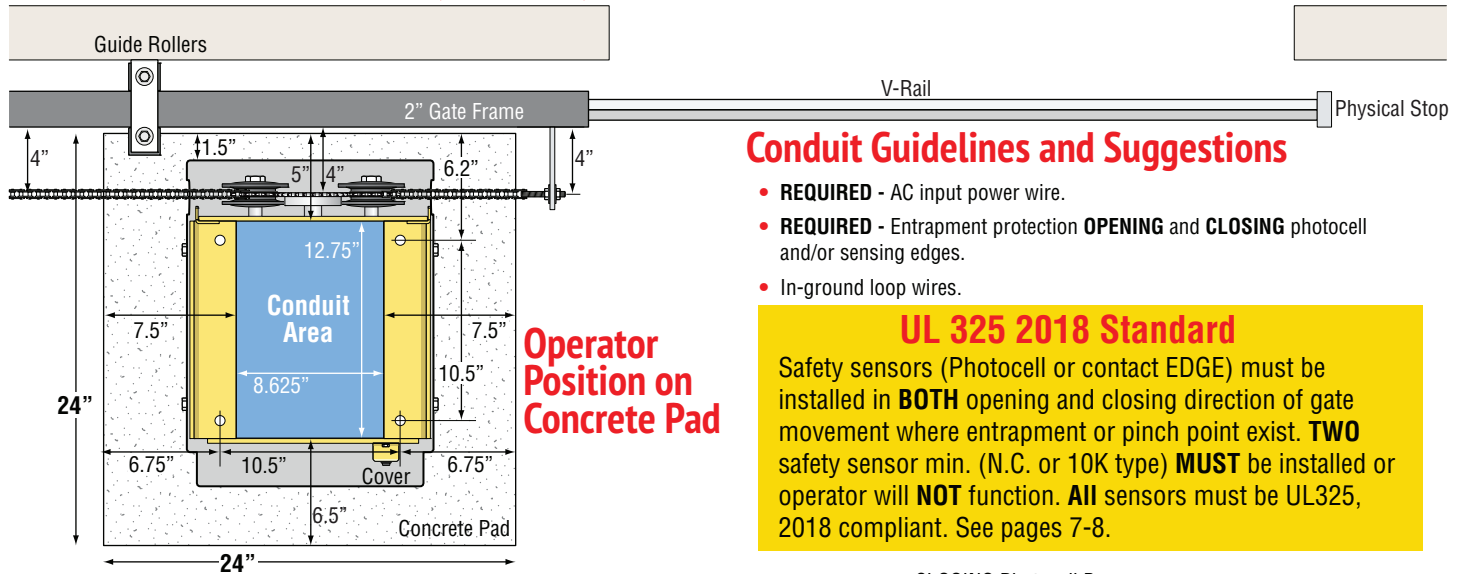 Guide Rollers
V-Rail
2” Gate Frame
Physical Stop
4”
1.5”
5”
4”
6.2”
4”
12.75”
Conduit
Area
7.5”
7.5”
8.625”
10.5”
24”
6.75”
10.5”
6.75”
Cover
6.5”
Concrete Pad
24”
Operator
Position on
Concrete Pad
Conduit Guidelines and Suggestions
• REQUIRED - AC input power wire.
• REQUIRED - Entrapment protection OPENING and CLOSING photocell
and/or sensing edges.
• In-ground loop wires.
UL 325 2018 Standard
Safety sensors (Photocell or contact EDGE) must be
installed in BOTH opening and closing direction of gate
movement where entrapment or pinch point exist. TWO
safety sensor min. (N.C. or 10K type) MUST be installed or
operator will NOT function. All sensors must be UL325,
2018 compliant. See pages 7-8.